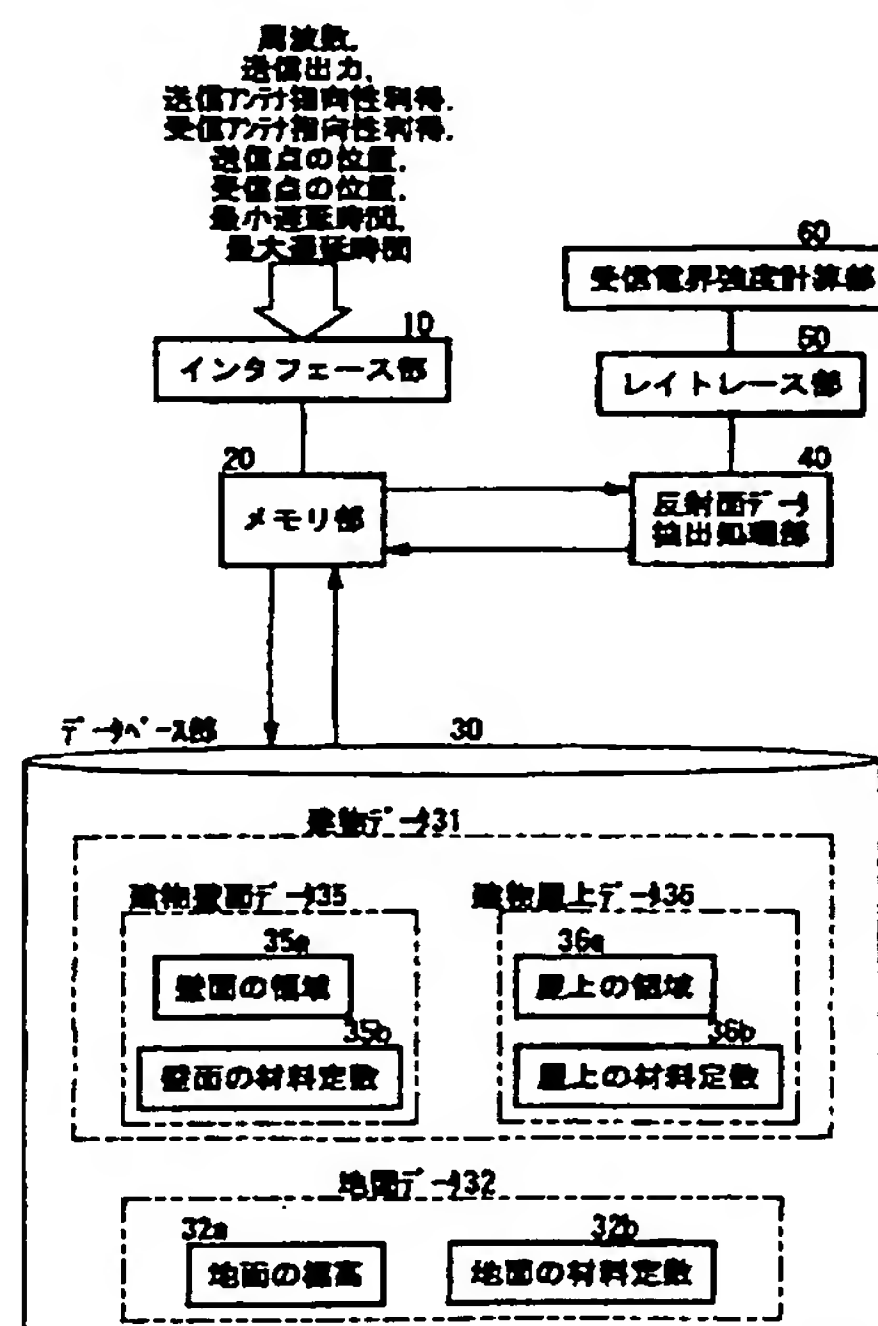 周波数,
送信出力,
送信アンテナ指向性利得,
受信アンテナ指向性利得,
送信点の位置,
受信点の位置,
最小遅延時間,
最大遅延時間
60
受信電界強度計算部
10
50
インタフェース部
レイトレース部
20
40
メモリ部
反射面データ
抽出処理部
データベース部
30
建物データ31
建物壁面データ35
建物屋上データ36
35a
36a
壁面の領域
屋上の領域
35b
36b
壁面の材料定数
屋上の材料定数
地図データ32
32a
32b
地面の標高
地面の材料定数